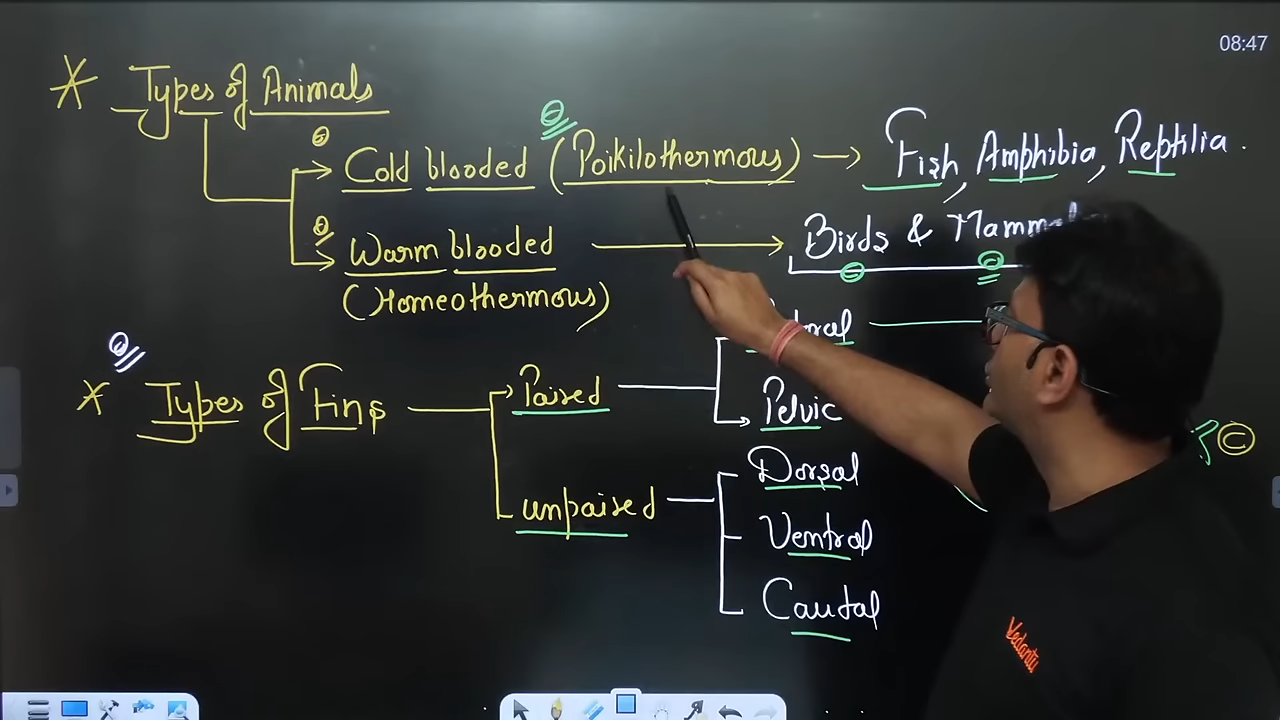 08:47
* Types of Animals
Cold blooded (Poikilothermous) → Fish, Amphibia, Reptilia.
Warm blooded → Birds &
(Homeothermous)
* Types of Fins
Paired
Pelvic
unpaired
Dorsal
Ventral
Caudal
C
Vedantu